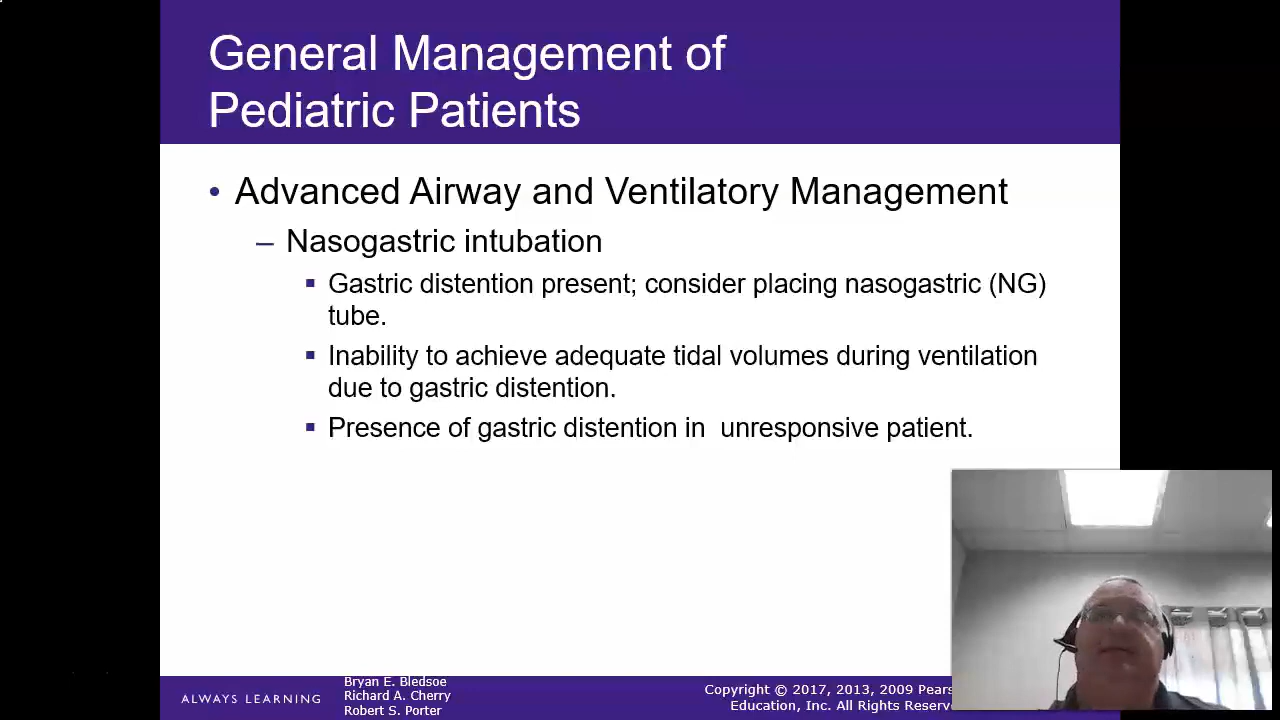 General Management of
Pediatric Patients
• Advanced Airway and Ventilatory Management
– Nasogastric intubation
▪ Gastric distention present; consider placing nasogastric (NG)
tube.
▪ Inability to achieve adequate tidal volumes during ventilation
due to gastric distention.
▪ Presence of gastric distention in  unresponsive patient.
ALWAYS LEARNING
Bryan E. Bledsoe
Richard A. Cherry
Robert S. Porter
Copyright © 2017, 2013, 2009 Pears
Education, Inc. All Rights Reserve